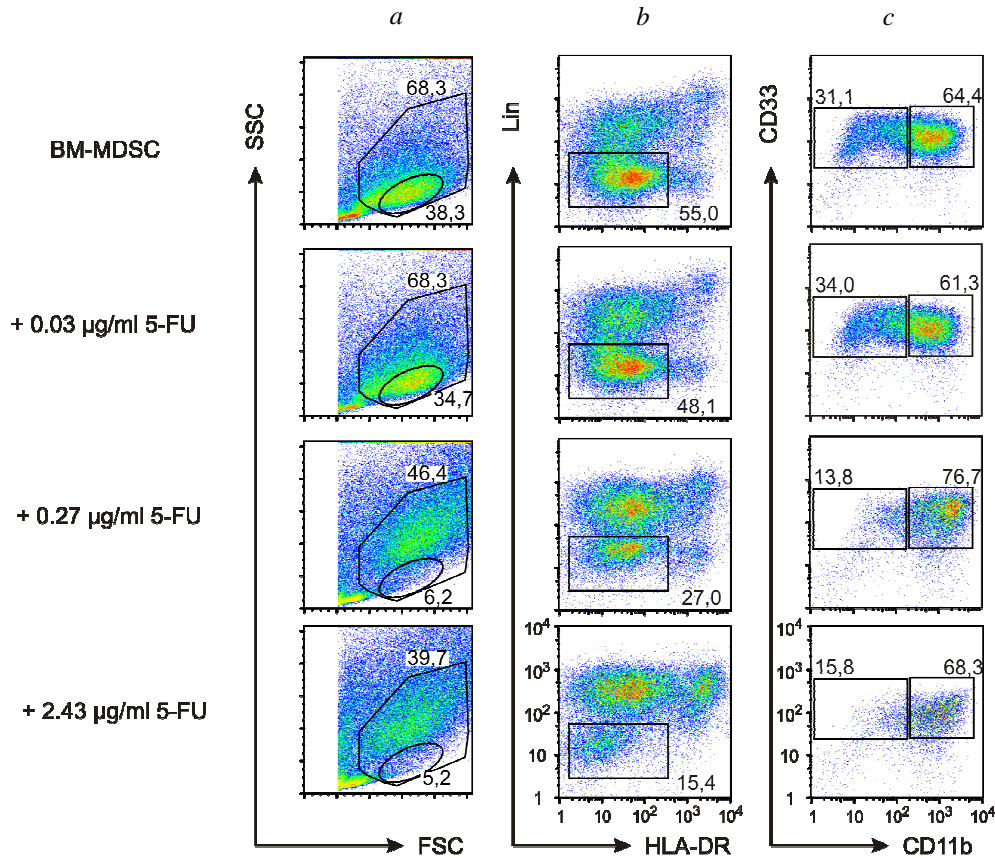 a b c
SSC Lin CD33
BM-MDSC
68,3
38,3
55,0
31,1 64,4
+ 0.03 µg/ml 5-FU
68,3
34,7
48,1
34,0 61,3
+ 0.27 µg/ml 5-FU
46,4
6,2
27,0
13,8 76,7
+ 2.43 µg/ml 5-FU
39,7
5,2
10⁴
10³
10²
10
1
15,4
1 10 10² 10³ 10⁴
10⁴
10³
10²
10
1
15,8 68,3
1 10 10² 10³ 10⁴
FSC HLA-DR CD11b